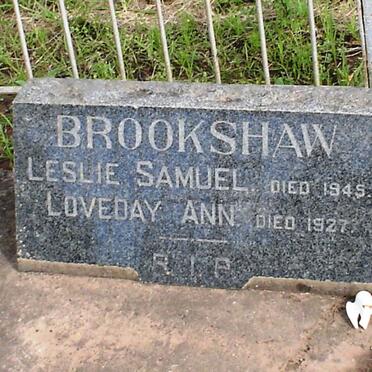 BROOKSHAW
LESLIE SAMUEL. DIED 1945.
LOVEDAY ANN. DIED 1927.
R.I.P.